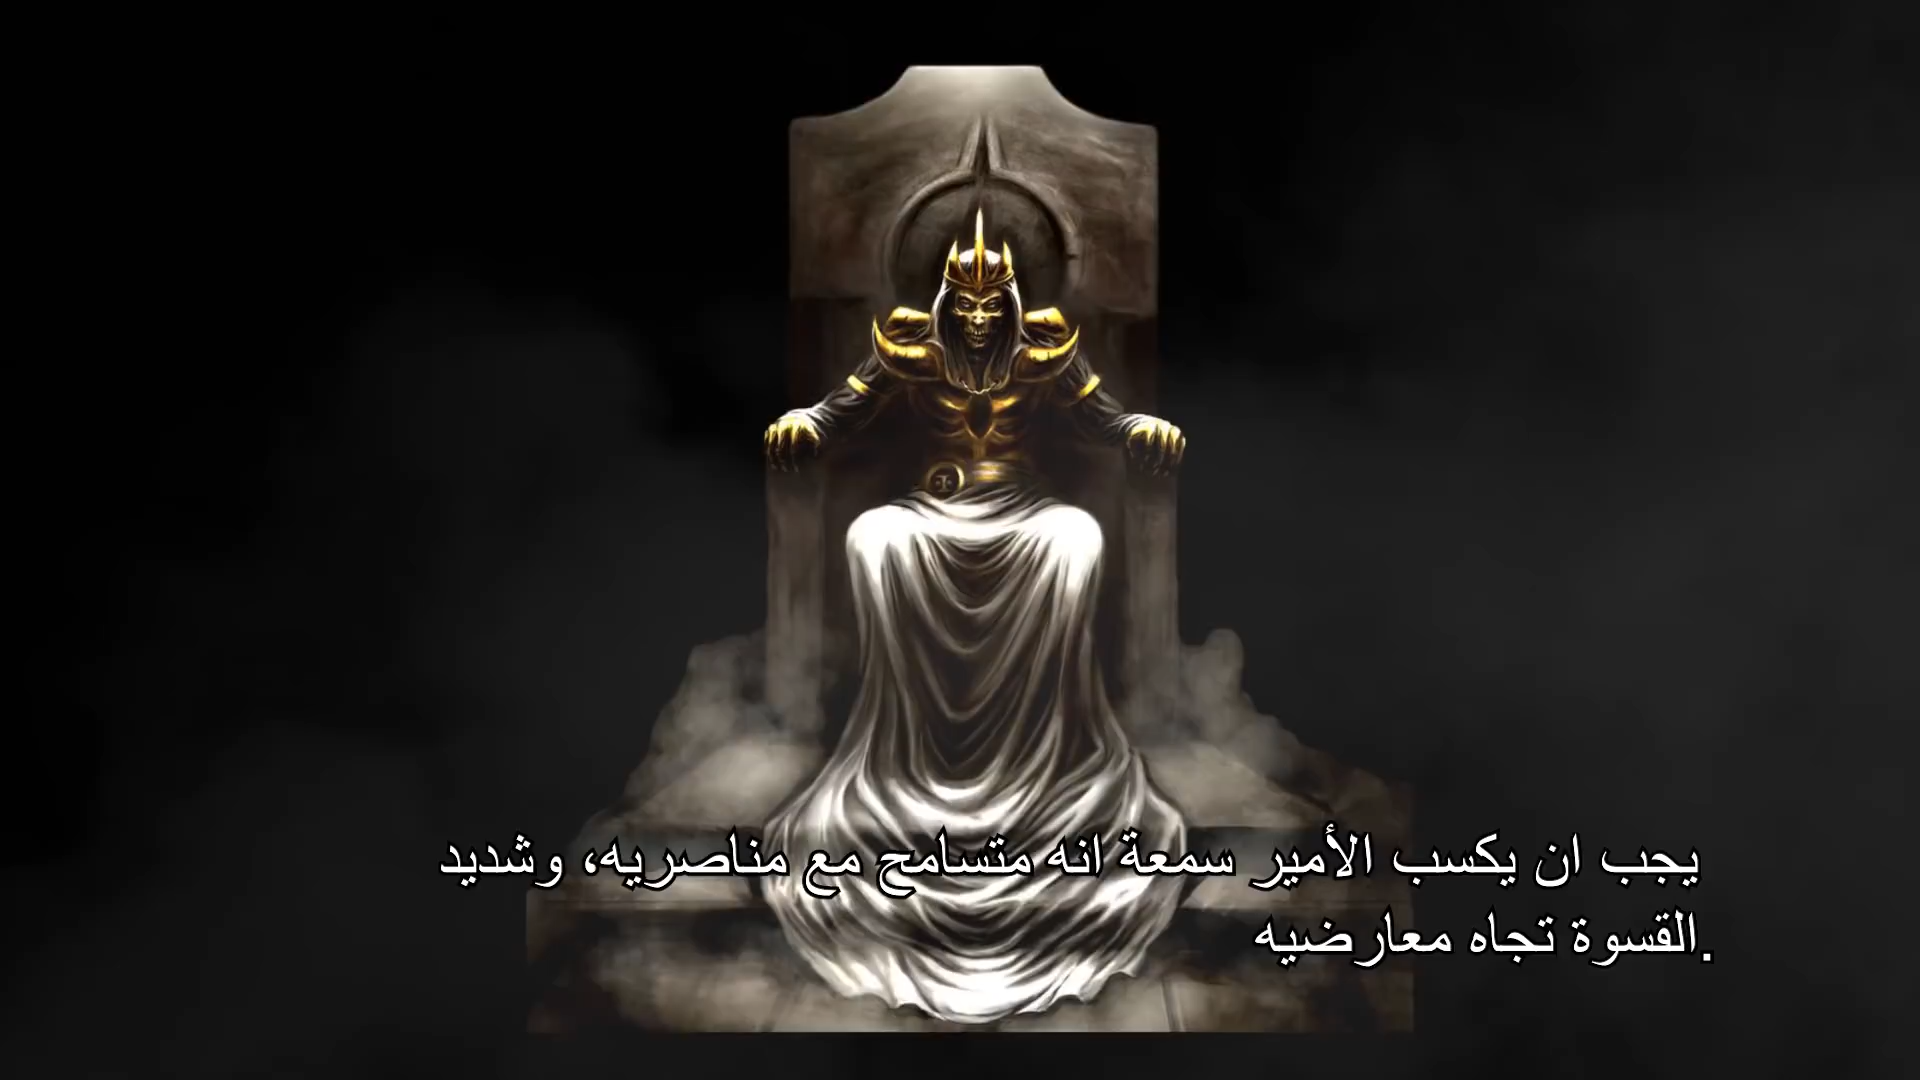 يجب ان يكسب الأمير سمعة انه متسامح مع مناصريه، وشديد
القسوة تجاه معارضيه.